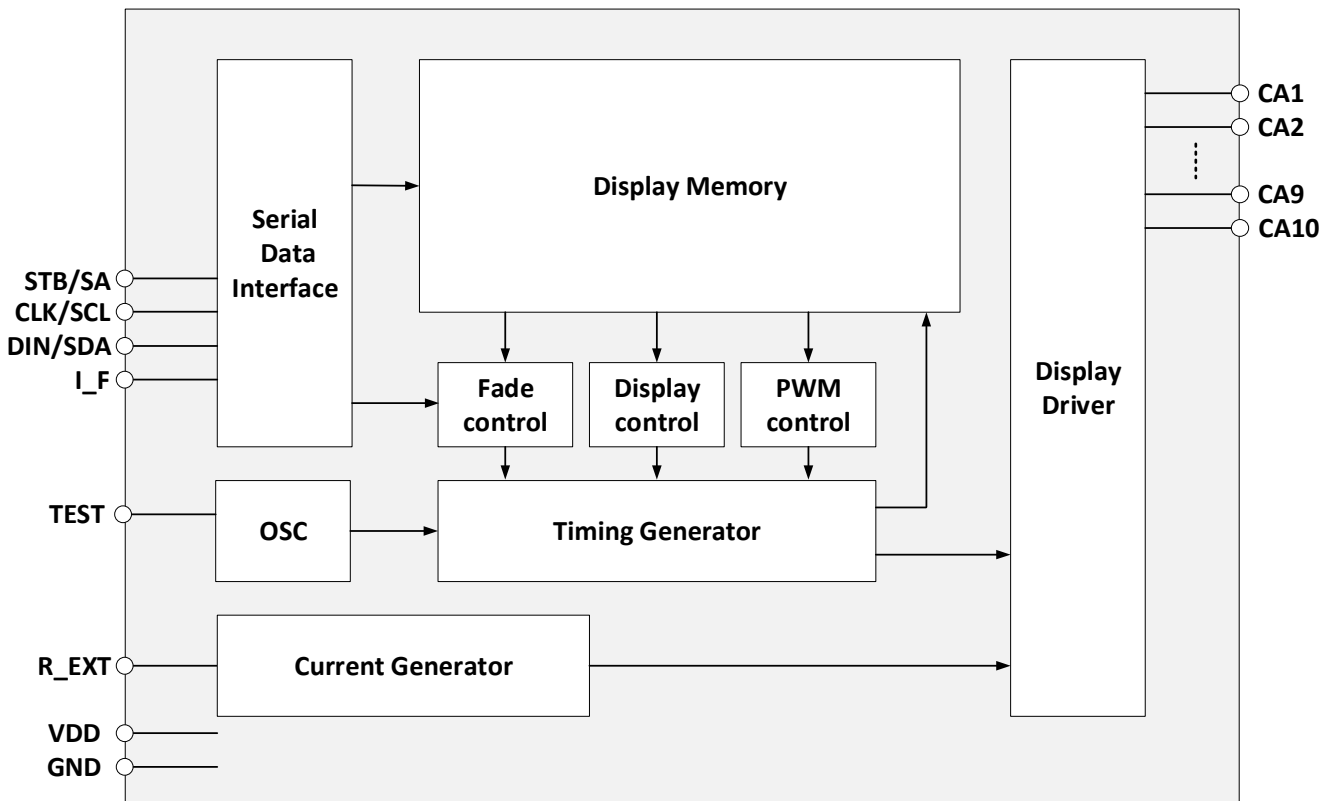 CA1
CA2
CA9
CA10
Display Memory
Serial
Data
Interface
STB/SA
CLK/SCL
DIN/SDA
I_F
Fade
control
Display
control
PWM
control
Display
Driver
TEST
OSC
Timing Generator
R_EXT
Current Generator
VDD
GND